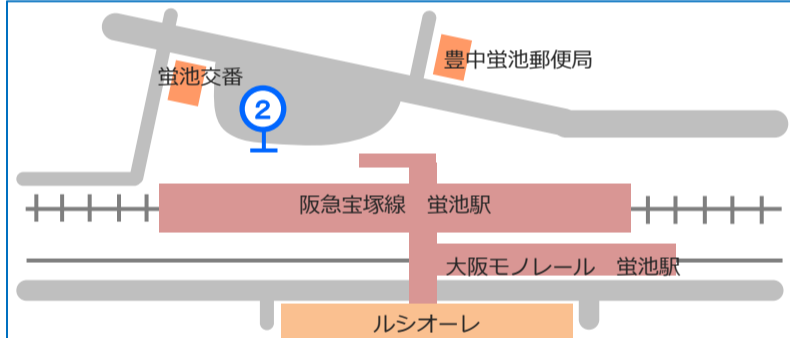 豊中蛍池郵便局
蛍池交番
2
阪急宝塚線　蛍池駅
大阪モノレール　蛍池駅
ルシオーレ